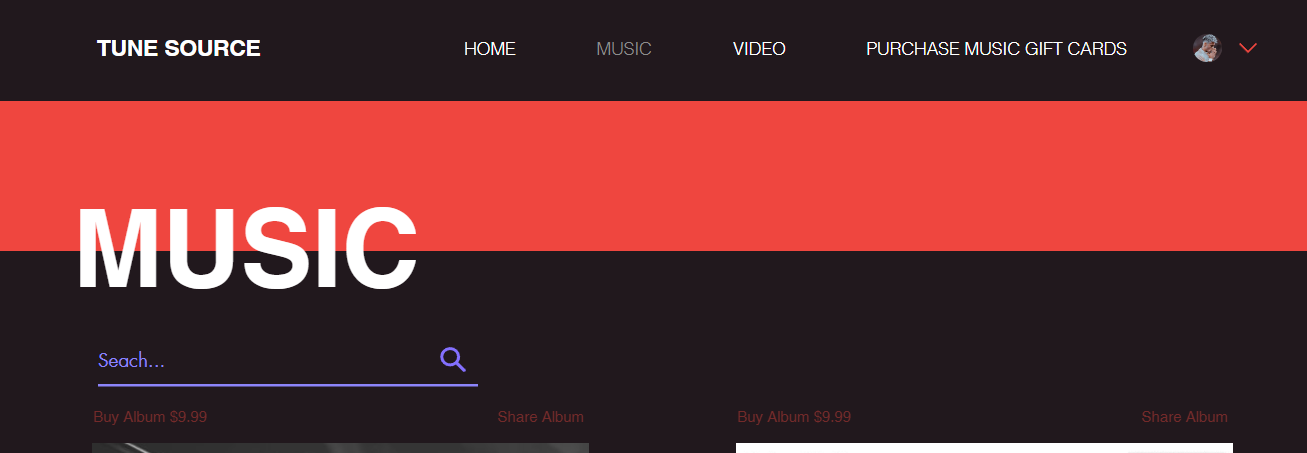 TUNE SOURCE HOME MUSIC VIDEO PURCHASE MUSIC GIFT CARDS
MUSIC
Seach...
Buy Album $9.99 Share Album Buy Album $9.99 Share Album